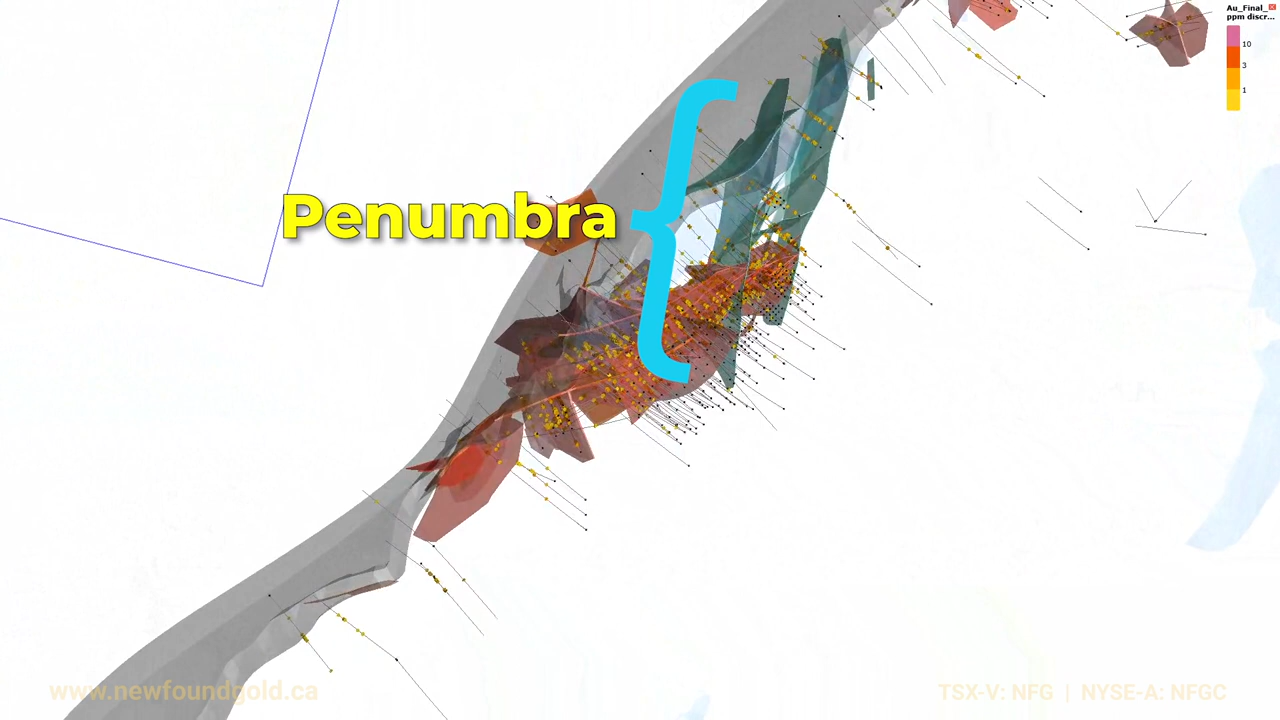 Au_Final_
ppm discr...
10
3
1
Penumbra
www.newfoundgold.ca
TSX-V: NFG | NYSE-A: NFGC